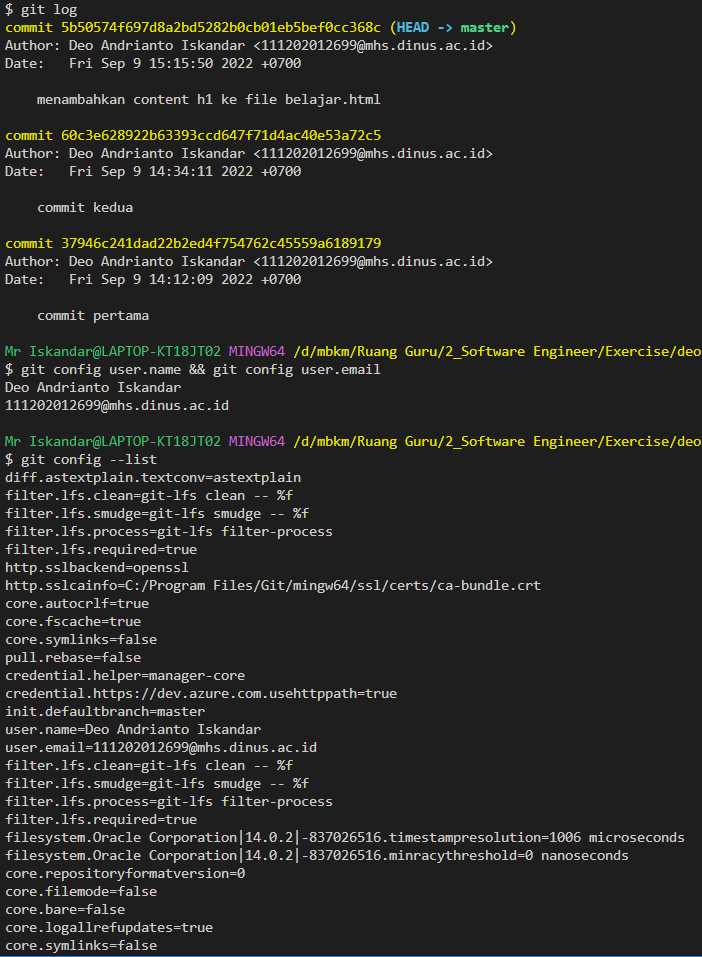 $ git log
commit 5b50574f697d8a2bd5282b0cb01eb5bef0cc368c (HEAD -> master)
Author: Deo Andrianto Iskandar <111202012699@mhs.dinus.ac.id>
Date:   Fri Sep 9 15:15:50 2022 +0700
    menambahkan content h1 ke file belajar.html
commit 60c3e628922b63393ccd647f71d4ac40e53a72c5
Author: Deo Andrianto Iskandar <111202012699@mhs.dinus.ac.id>
Date:   Fri Sep 9 14:34:11 2022 +0700
    commit kedua
commit 37946c241dad22b2ed4f754762c45559a6189179
Author: Deo Andrianto Iskandar <111202012699@mhs.dinus.ac.id>
Date:   Fri Sep 9 14:12:09 2022 +0700
    commit pertama
Mr Iskandar@LAPTOP-KT18JT02 MINGW64 /d/mbkm/Ruang Guru/2_Software Engineer/Exercise/deo
$ git config user.name && git config user.email
Deo Andrianto Iskandar
111202012699@mhs.dinus.ac.id
Mr Iskandar@LAPTOP-KT18JT02 MINGW64 /d/mbkm/Ruang Guru/2_Software Engineer/Exercise/deo
$ git config --list
diff.astextplain.textconv=astextplain
filter.lfs.clean=git-lfs clean -- %f
filter.lfs.smudge=git-lfs smudge -- %f
filter.lfs.process=git-lfs filter-process
filter.lfs.required=true
http.sslbackend=openssl
http.sslcainfo=C:/Program Files/Git/mingw64/ssl/certs/ca-bundle.crt
core.autocrlf=true
core.fscache=true
core.symlinks=false
pull.rebase=false
credential.helper=manager-core
credential.https://dev.azure.com.usehttppath=true
init.defaultbranch=master
user.name=Deo Andrianto Iskandar
user.email=111202012699@mhs.dinus.ac.id
filter.lfs.clean=git-lfs clean -- %f
filter.lfs.smudge=git-lfs smudge -- %f
filter.lfs.process=git-lfs filter-process
filter.lfs.required=true
filesystem.Oracle Corporation|14.0.2|-837026516.timestampresolution=1006 microseconds
filesystem.Oracle Corporation|14.0.2|-837026516.minracythreshold=0 nanoseconds
core.repositoryformatversion=0
core.filemode=false
core.bare=false
core.logallrefupdates=true
core.symlinks=false